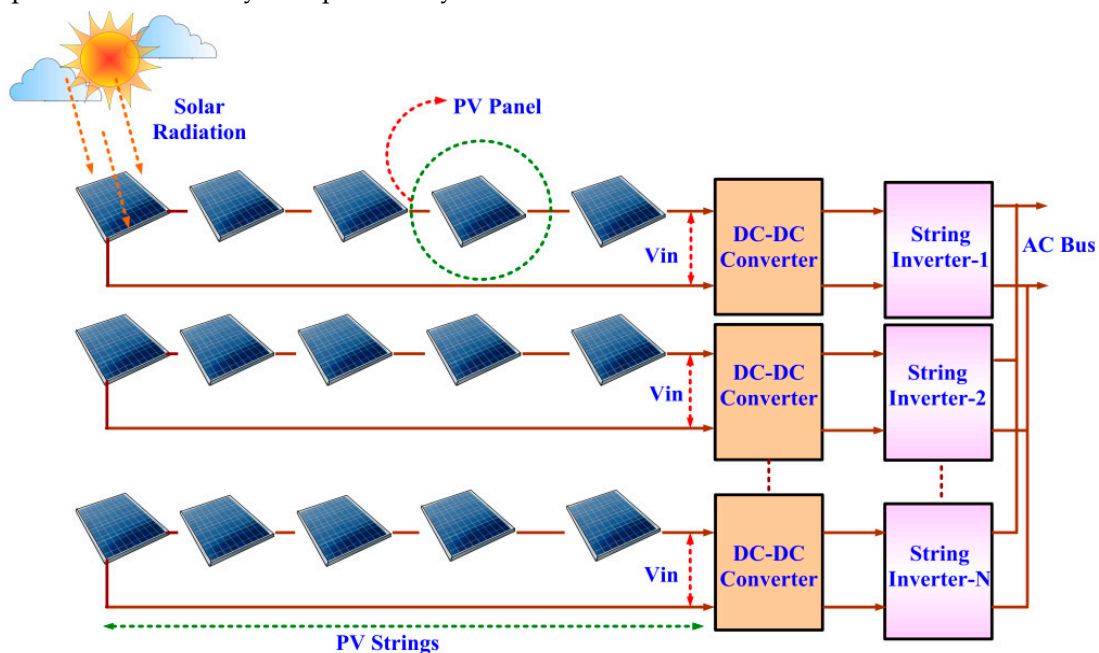 Solar
Radiation
PV Panel
Vin
DC-DC
Converter
String
Inverter-1
AC Bus
Vin
DC-DC
Converter
String
Inverter-2
Vin
DC-DC
Converter
String
Inverter-N
PV Strings